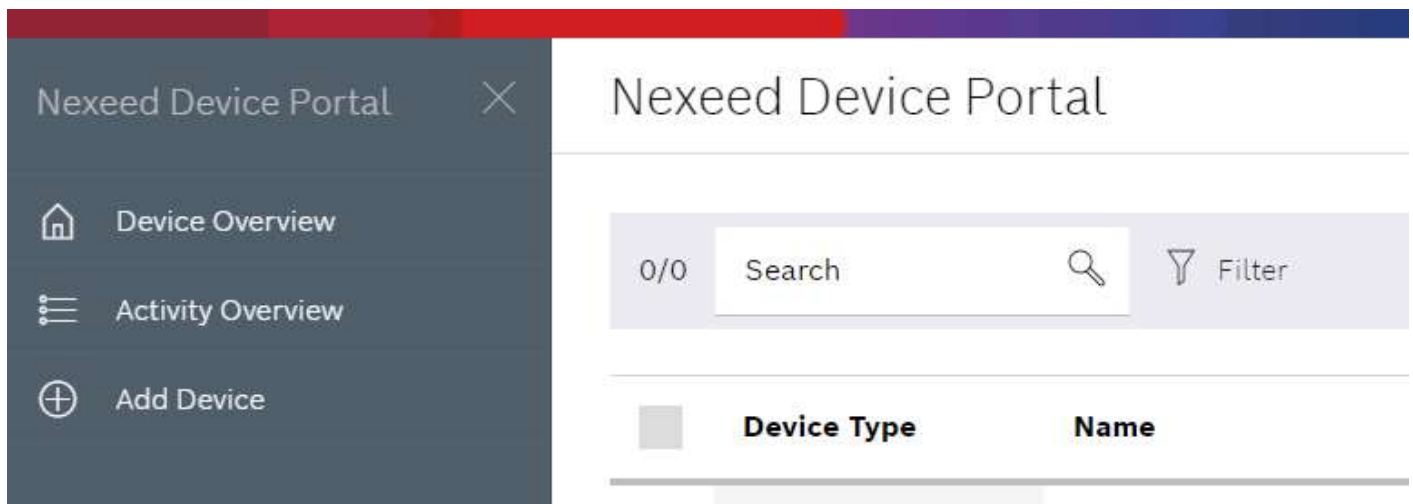 Nexeed Device Portal
Device Overview
Activity Overview
Add Device
Nexeed Device Portal
0/0 Search Filter
Device Type Name